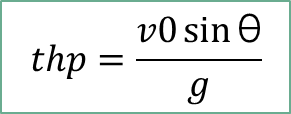 thp = v0 sin θ / g